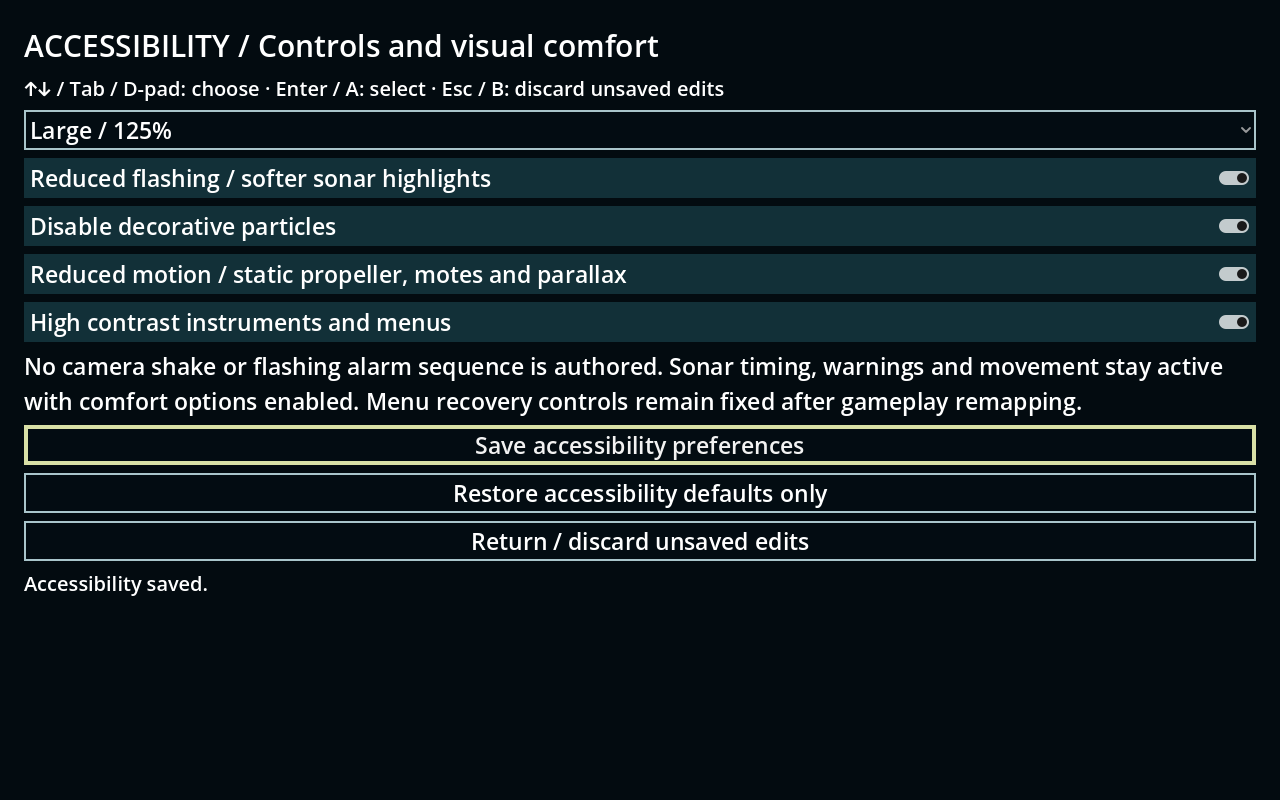 ACCESSIBILITY / Controls and visual comfort
↑↓ / Tab / D-pad: choose · Enter / A: select · Esc / B: discard unsaved edits
Large / 125%
Reduced flashing / softer sonar highlights
Disable decorative particles
Reduced motion / static propeller, motes and parallax
High contrast instruments and menus
No camera shake or flashing alarm sequence is authored. Sonar timing, warnings and movement stay active
with comfort options enabled. Menu recovery controls remain fixed after gameplay remapping.
Save accessibility preferences
Restore accessibility defaults only
Return / discard unsaved edits
Accessibility saved.